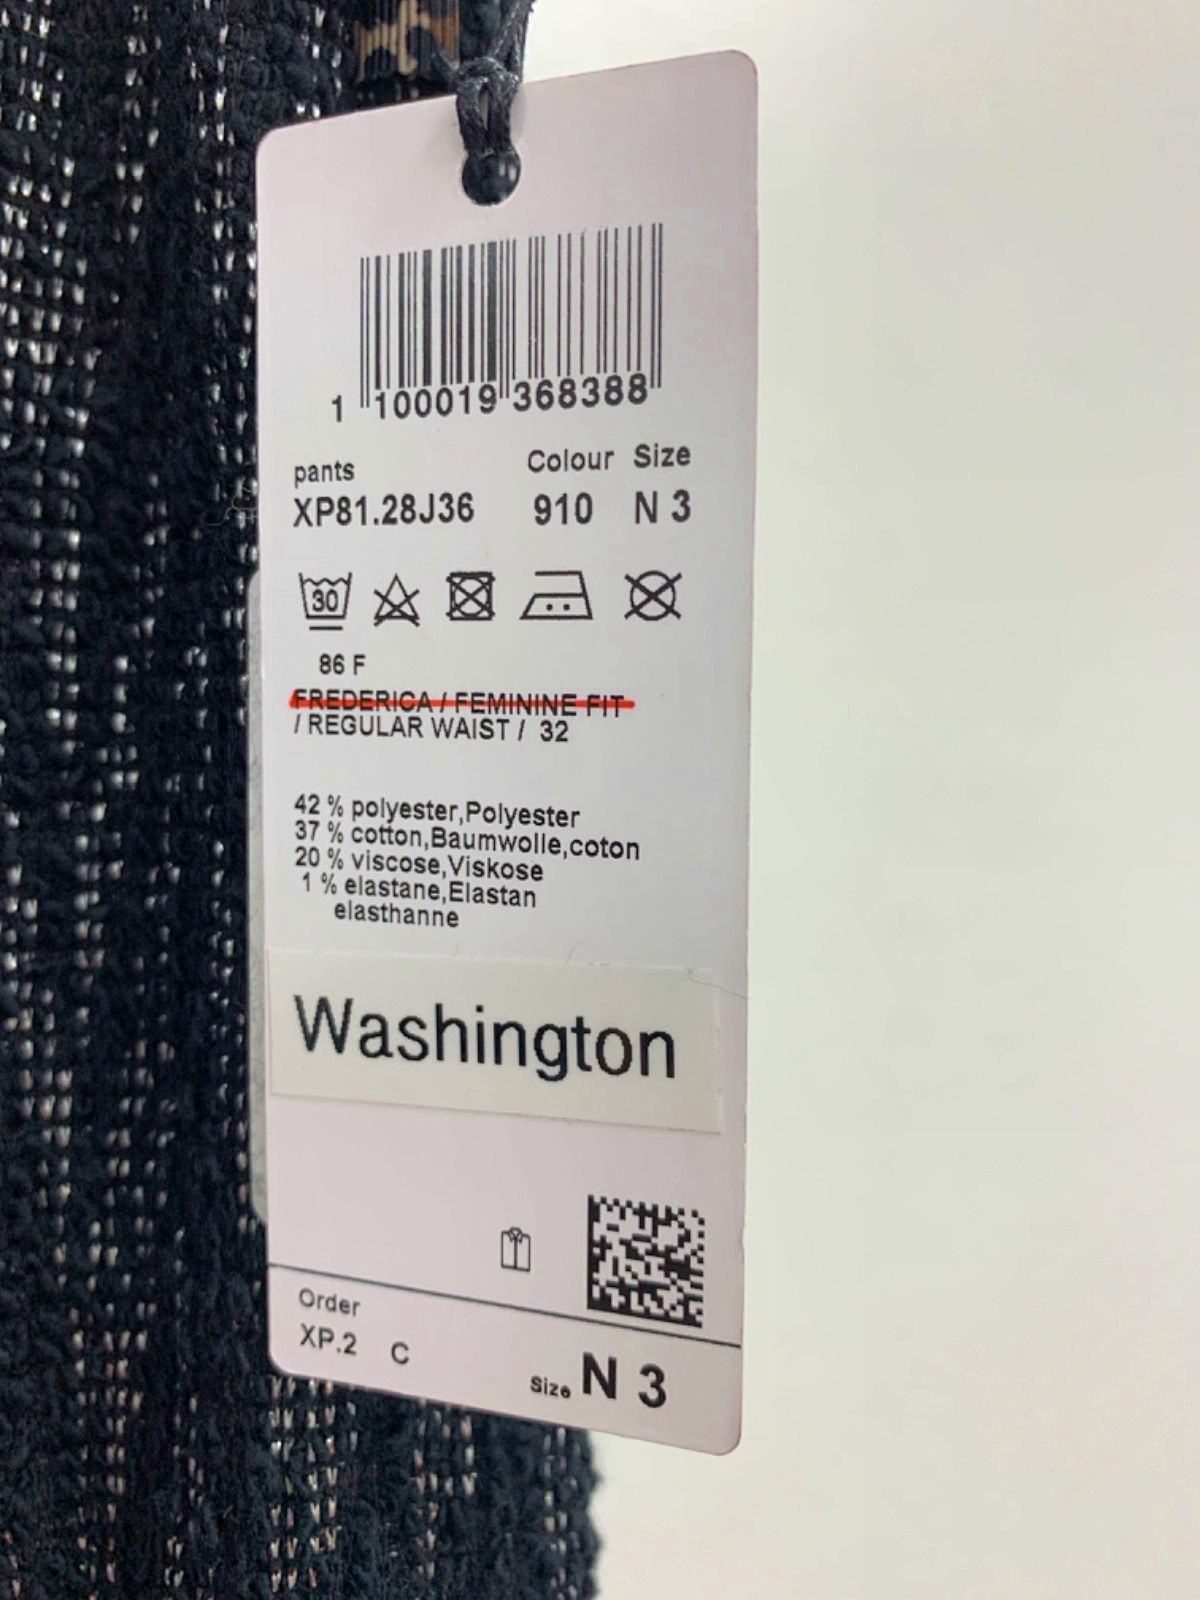 1 100019 368388
pants Colour Size
XP81.28J36 910 N 3
30
86 F
FREDERICA / FEMININE FIT
/ REGULAR WAIST / 32
42 % polyester,Polyester
37 % cotton,Baumwolle,coton
20 % viscose,Viskose
1 % elastane,Elastan
elasthanne
Washington
Order
XP.2 C
Size N 3